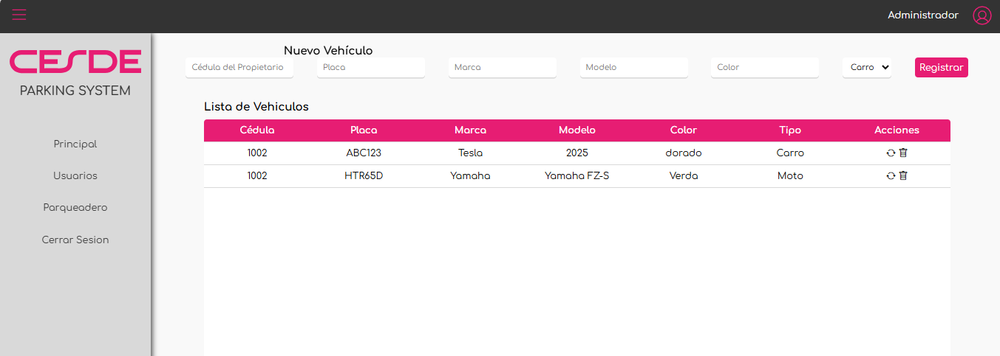 Administrador
CESDE
PARKING SYSTEM
Principal
Usuarios
Parqueadero
Cerrar Sesion
Nuevo Vehículo
Cédula del Propietario Placa Marca Modelo Color Carro Registrar
Lista de Vehiculos
Cédula Placa Marca Modelo Color Tipo Acciones
1002 ABC123 Tesla 2025 dorado Carro
1002 HTR65D Yamaha Yamaha FZ-S Verda Moto